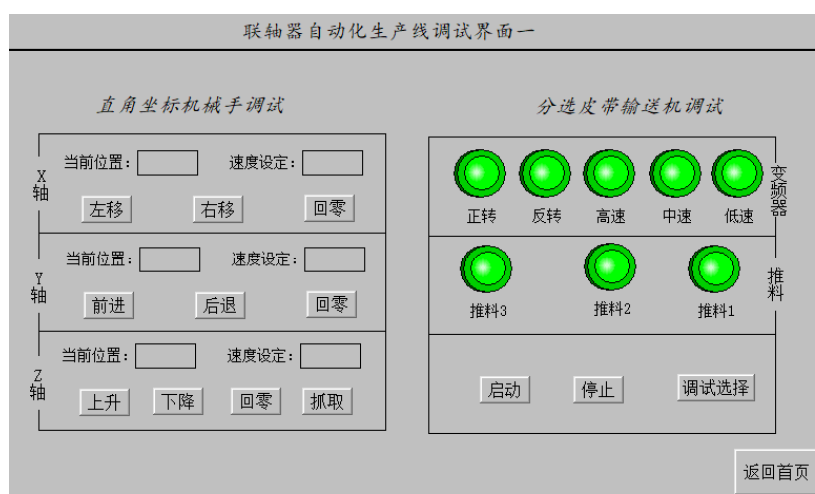 联轴器自动化生产线调试界面一
直角坐标机械手调试
X轴
当前位置：
速度设定：
左移
右移
回零
Y轴
当前位置：
速度设定：
前进
后退
回零
Z轴
当前位置：
速度设定：
上升
下降
回零
抓取
分选皮带输送机调试
正转
反转
高速
中速
低速
变频器
推料3
推料2
推料1
推料
启动
停止
调试选择
返回首页